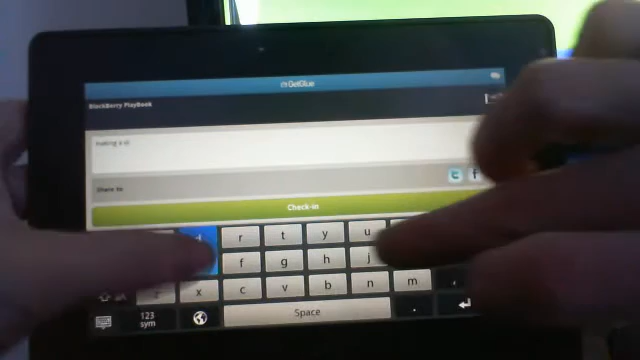 GetGlue
BlackBerry PlayBook
making a vi
Share to
t f
Check-in
r t y u
d f g h j
z x c v b n m ,
123 sym Space .